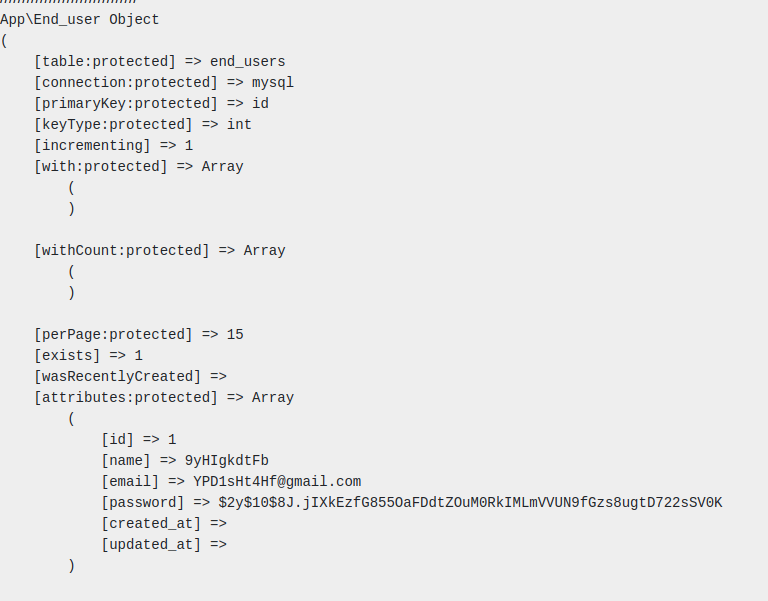 App\End_user Object
(
[table:protected] => end_users
[connection:protected] => mysql
[primaryKey:protected] => id
[keyType:protected] => int
[incrementing] => 1
[with:protected] => Array
(
)
[withCount:protected] => Array
(
)
[perPage:protected] => 15
[exists] => 1
[wasRecentlyCreated] =>
[attributes:protected] => Array
(
[id] => 1
[name] => 9yHIgkdtFb
[email] => YPD1sHt4Hf@gmail.com
[password] => $2y$10$8J.jIXkEzfG855OaFDdtZOuM0RkIMLmVVUN9fGzs8ugtD722sSV0K
[created_at] =>
[updated_at] =>
)